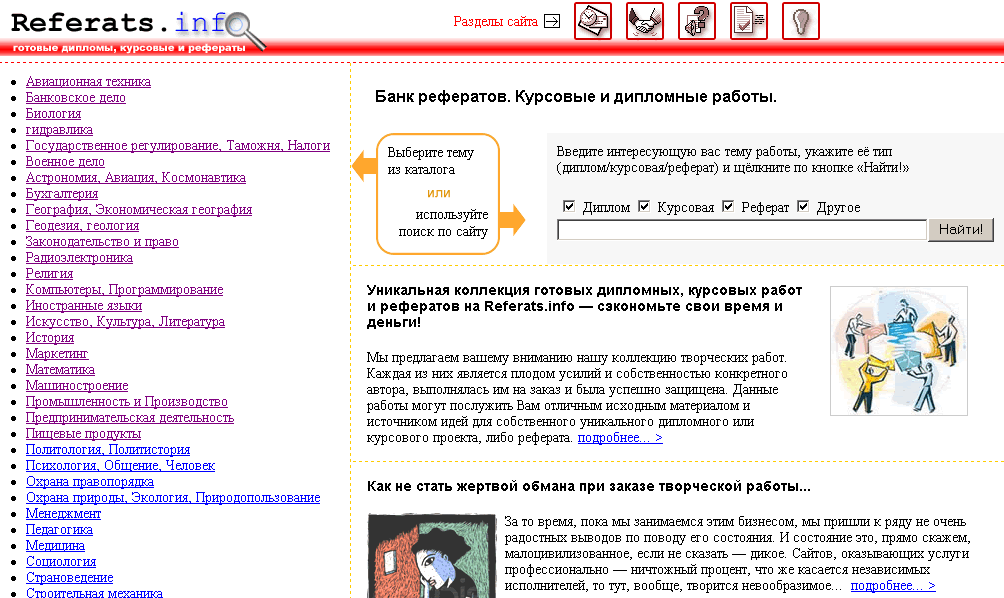 Referats.info
готовые дипломы, курсовые и рефераты
Разделы сайта
Авиационная техника
Банковское дело
Биология
гидравлика
Государственное регулирование, Таможня, Налоги
Военное дело
Астрономия, Авиация, Космонавтика
Бухгалтерия
География, Экономическая география
Геодезия, геология
Законодательство и право
Радиоэлектроника
Религия
Компьютеры, Программирование
Иностранные языки
Искусство, Культура, Литература
История
Маркетинг
Математика
Машиностроение
Промышленность и Производство
Предпринимательская деятельность
Пищевые продукты
Политология, Политистория
Психология, Общение, Человек
Охрана правопорядка
Охрана природы, Экология, Природопользование
Менеджмент
Педагогика
Медицина
Социология
Страноведение
Строительная механика
Банк рефератов. Курсовые и дипломные работы.
Выберите тему
из каталога
или
используйте
поиск по сайту
Введите интересующую вас тему работы, укажите её тип
(диплом/курсовая/реферат) и щёлкните по кнопке «Найти!»
Диплом Курсовая Реферат Другое
Найти!
Уникальная коллекция готовых дипломных, курсовых работ
и рефератов на Referats.info — сэкономьте свои время и
деньги!
Мы предлагаем вашему вниманию нашу коллекцию творческих работ.
Каждая из них является плодом усилий и собственностью конкретного
автора, выполнялась им на заказ и была успешно защищена. Данные
работы могут послужить Вам отличным исходным материалом и
источником идей для собственного уникального дипломного или
курсового проекта, либо реферата. подробнее... >
Как не стать жертвой обмана при заказе творческой работы...
За то время, пока мы занимаемся этим бизнесом, мы пришли к ряду не очень
радостных выводов по поводу его состояния. И состояние это, прямо скажем,
малоцивилизованное, если не сказать — дикое. Сайтов, оказывающих услуги
профессионально — ничтожный процент, что же касается независимых
исполнителей, то тут, вообще, творится невообразимое... подробнее... >